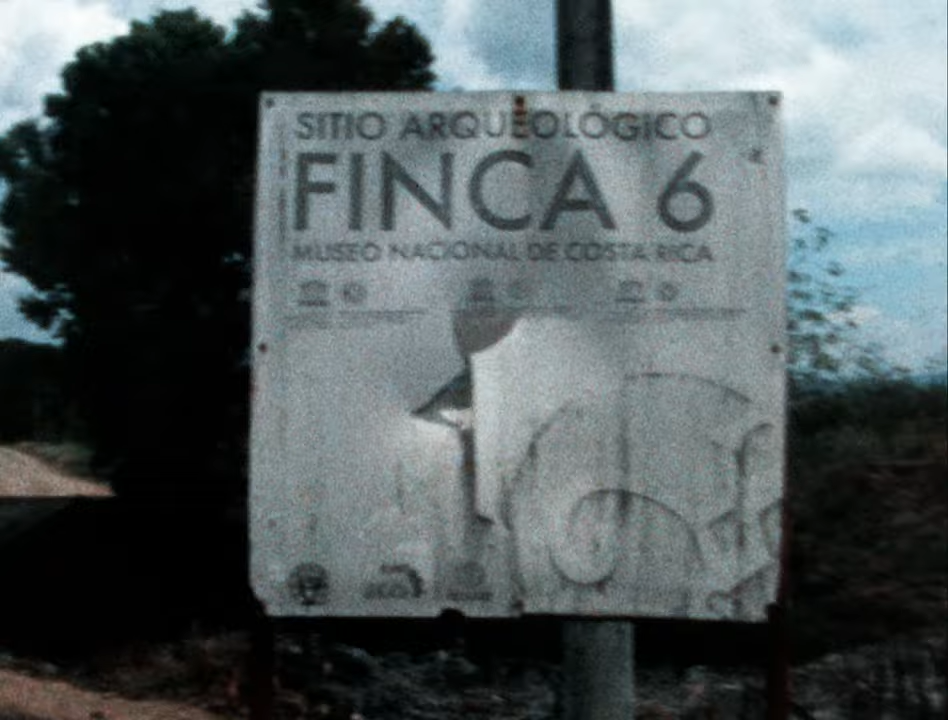 SITIO ARQUEOLÓGICO
FINCA 6
MUSEO NACIONAL DE COSTA RICA